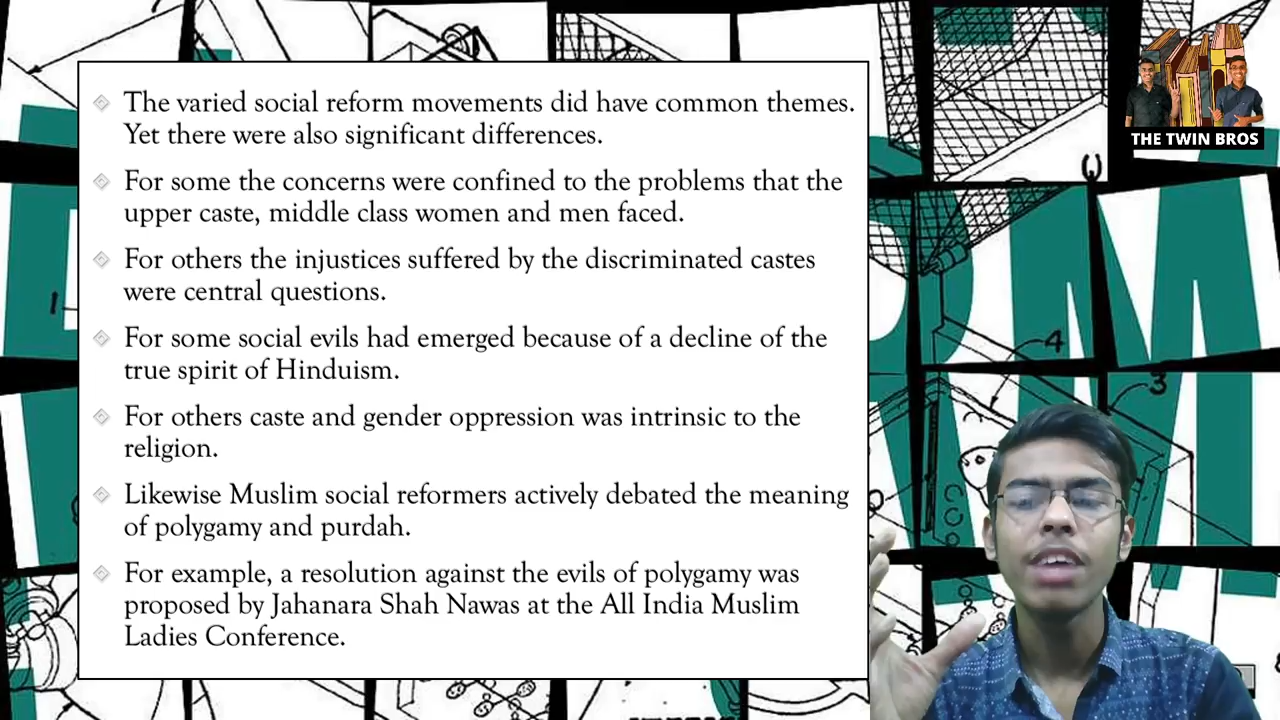 The varied social reform movements did have common themes.
Yet there were also significant differences.
For some the concerns were confined to the problems that the
upper caste, middle class women and men faced.
For others the injustices suffered by the discriminated castes
were central questions.
For some social evils had emerged because of a decline of the
true spirit of Hinduism.
For others caste and gender oppression was intrinsic to the
religion.
Likewise Muslim social reformers actively debated the meaning
of polygamy and purdah.
For example, a resolution against the evils of polygamy was
proposed by Jahanara Shah Nawas at the All India Muslim
Ladies Conference.
THE TWIN BROS
1
4
3